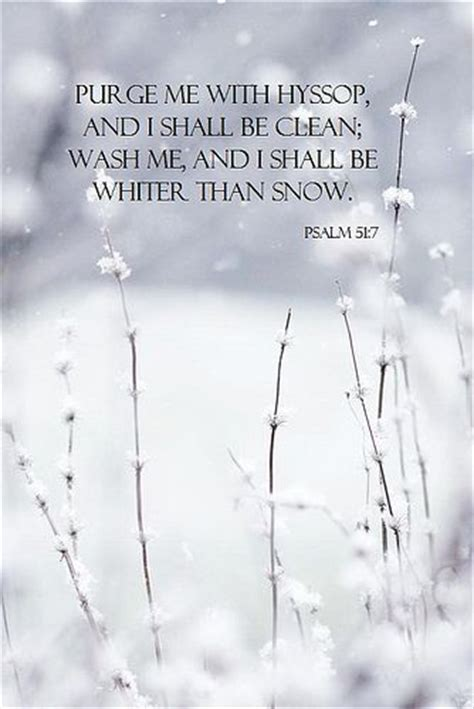 PURGE ME WITH HYSSOP,
AND I SHALL BE CLEAN;
WASH ME, AND I SHALL BE
WHITER THAN SNOW.
PSALM 51:7